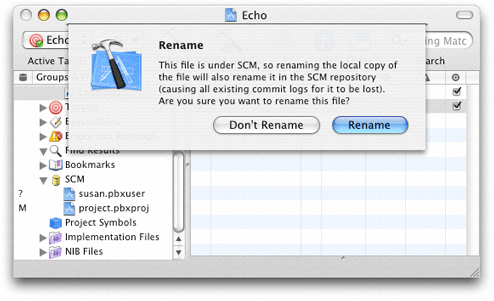 Echo
Echo
Rename
This file is under SCM, so renaming the local copy of
the file will also rename it in the SCM repository
(causing all existing commit logs for it to be lost).
Are you sure you want to rename this file?
Don't Rename
Rename
Active Ta
arch
Groups
Find Results
Bookmarks
SCM
? susan.pbxuser
M project.pbxproj
Project Symbols
Implementation Files
NIB Files